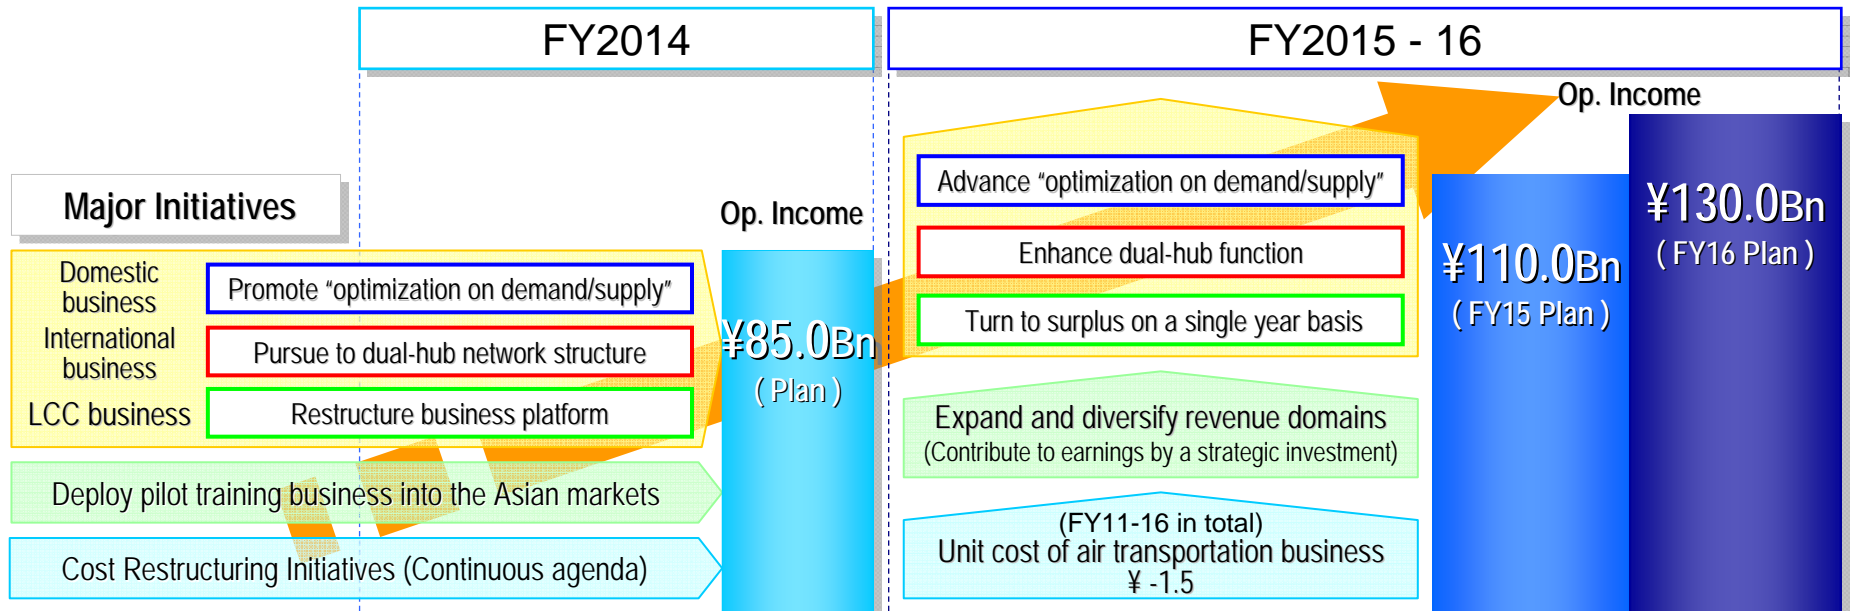 FY2014
FY2015 - 16
Major Initiatives
Domestic
business
Promote “optimization on demand/supply”
International
business
Pursue to dual-hub network structure
LCC business
Restructure business platform
Deploy pilot training business into the Asian markets
Cost Restructuring Initiatives (Continuous agenda)
Op. Income
¥85.0Bn
( Plan )
Advance “optimization on demand/supply”
Enhance dual-hub function
Turn to surplus on a single year basis
Expand and diversify revenue domains
(Contribute to earnings by a strategic investment)
(FY11-16 in total)
Unit cost of air transportation business
¥ -1.5
Op. Income
¥110.0Bn
( FY15 Plan )
¥130.0Bn
( FY16 Plan )